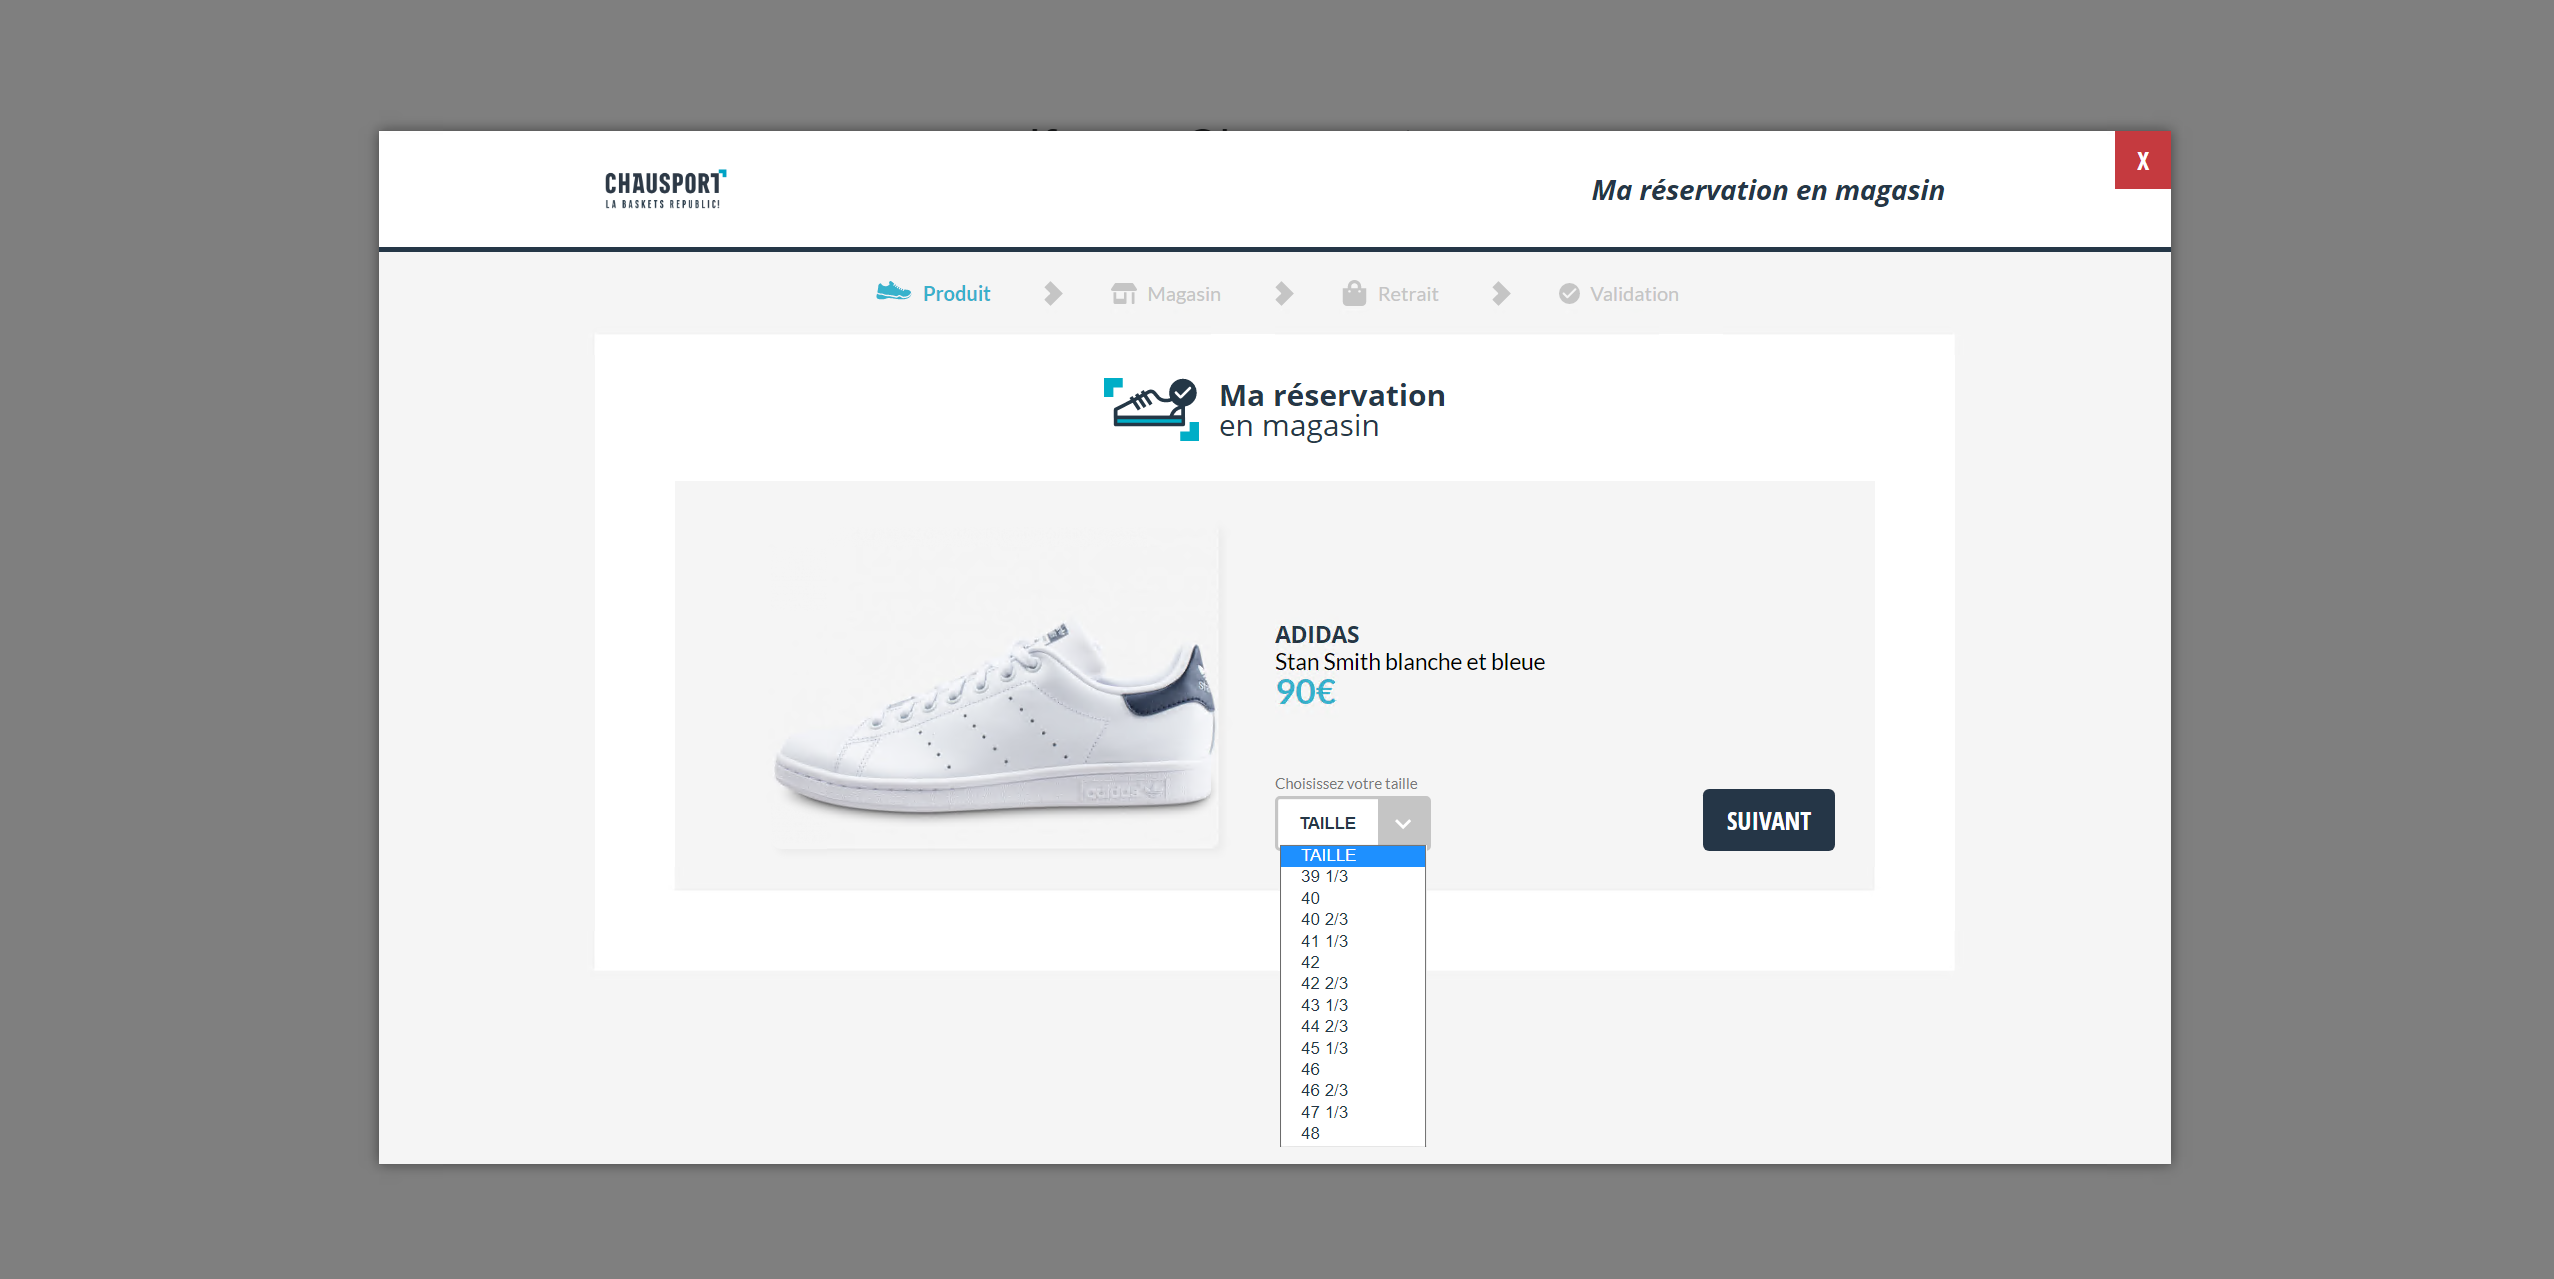 CHAUSPORT
LA BASKETS REPUBLIC!
Ma réservation en magasin
X
Produit
Magasin
Retrait
Validation
Ma réservation
en magasin
ADIDAS
Stan Smith blanche et bleue
90€
Choisissez votre taille
TAILLE
SUIVANT
TAILLE
39 1/3
40
40 2/3
41 1/3
42
42 2/3
43 1/3
44 2/3
45 1/3
46
46 2/3
47 1/3
48
adidas